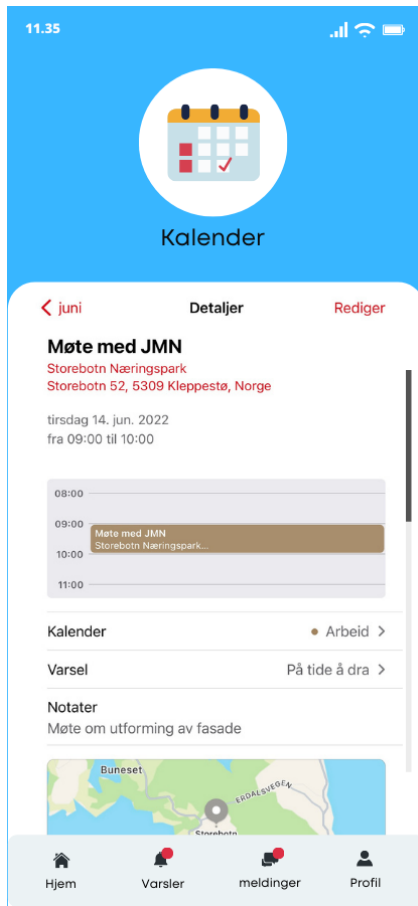 11.35
Kalender
juni Detaljer Rediger
Møte med JMN
Storebotn Næringspark
Storebotn 52, 5309 Kleppestø, Norge
tirsdag 14. jun. 2022
fra 09:00 til 10:00
08:00
09:00
Møte med JMN
Storebotn Næringspark...
10:00
11:00
Kalender Arbeid
Varsel På tide å dra
Notater
Møte om utforming av fasade
Buneset
ERDALSVEGEN
Storebotn
Hjem Varsler meldinger Profil